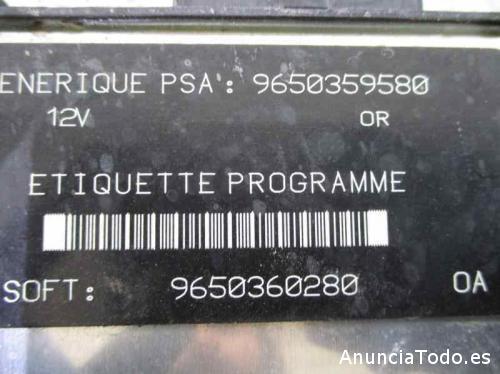 ENERIQUE PSA: 9650359580
12V OR
ETIQUETTE PROGRAMME
SOFT: 9650360280 OA
AnunciaTodo.es